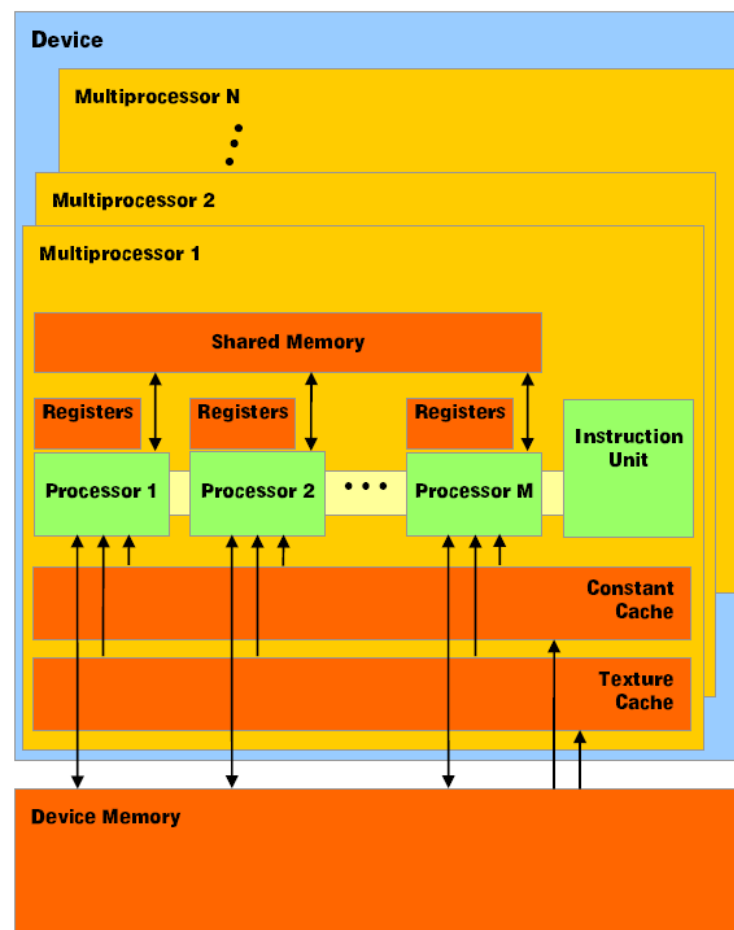 Device
Multiprocessor N
Multiprocessor 2
Multiprocessor 1
Shared Memory
Registers
Registers
Registers
Instruction
Unit
Processor 1
Processor 2
Processor M
Constant
Cache
Texture
Cache
Device Memory